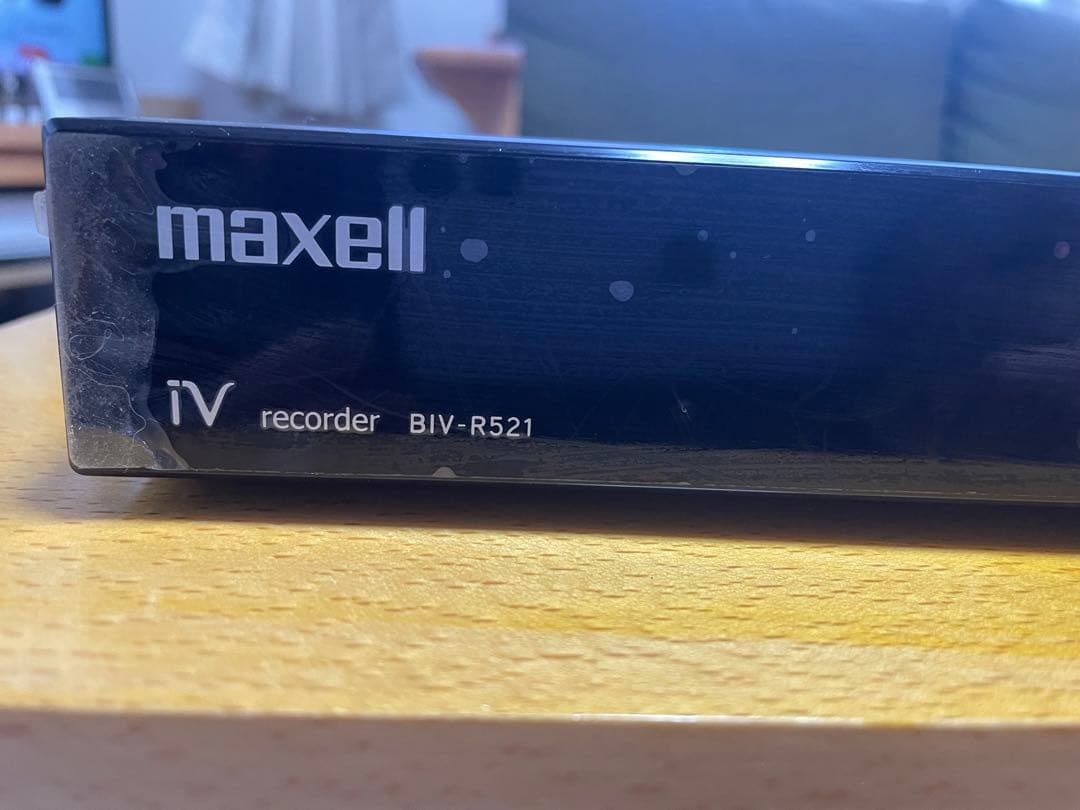 maxell
iV recorder BIV-R521